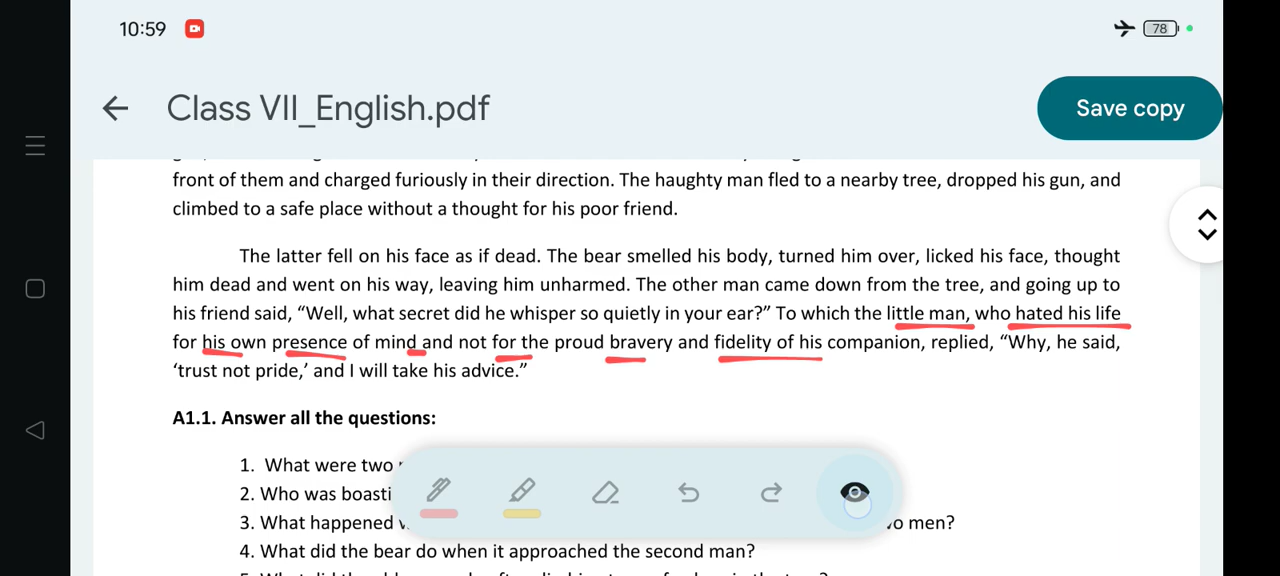 10:59
78
Class VII_English.pdf
Save copy
front of them and charged furiously in their direction. The haughty man fled to a nearby tree, dropped his gun, and
climbed to a safe place without a thought for his poor friend.
The latter fell on his face as if dead. The bear smelled his body, turned him over, licked his face, thought
him dead and went on his way, leaving him unharmed. The other man came down from the tree, and going up to
his friend said, “Well, what secret did he whisper so quietly in your ear?” To which the little man, who hated his life
for his own presence of mind and not for the proud bravery and fidelity of his companion, replied, “Why, he said,
‘trust not pride,’ and I will take his advice.”
A1.1. Answer all the questions:
1. What were two
2. Who was boasti
3. What happened men?
4. What did the bear do when it approached the second man?